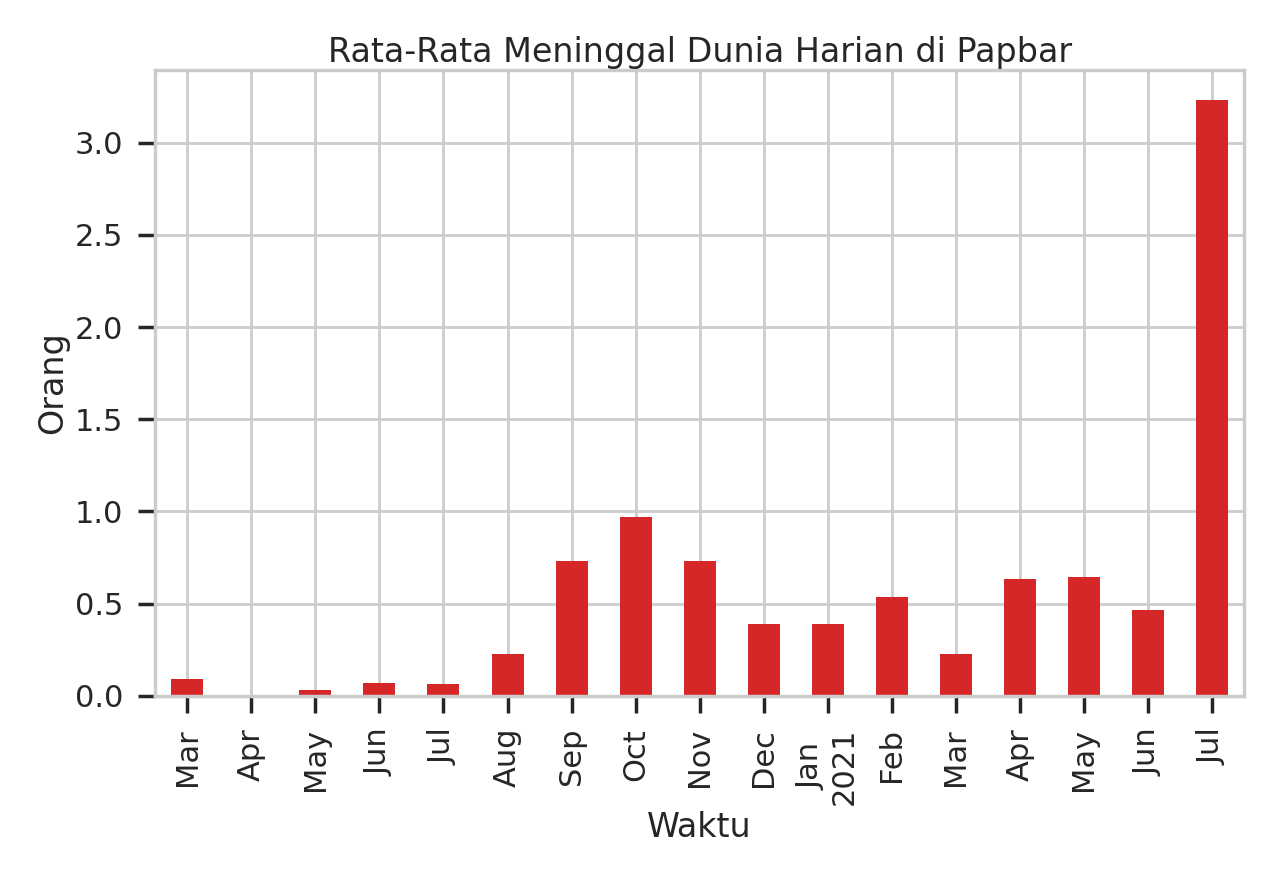 Rata-Rata Meninggal Dunia Harian di Papbar
3.0
2.5
2.0
1.5
1.0
0.5
0.0
Orang
Mar
Apr
May
Jun
Jul
Aug
Sep
Oct
Nov
Dec
Jan
2021
Feb
Mar
Apr
May
Jun
Jul
Waktu